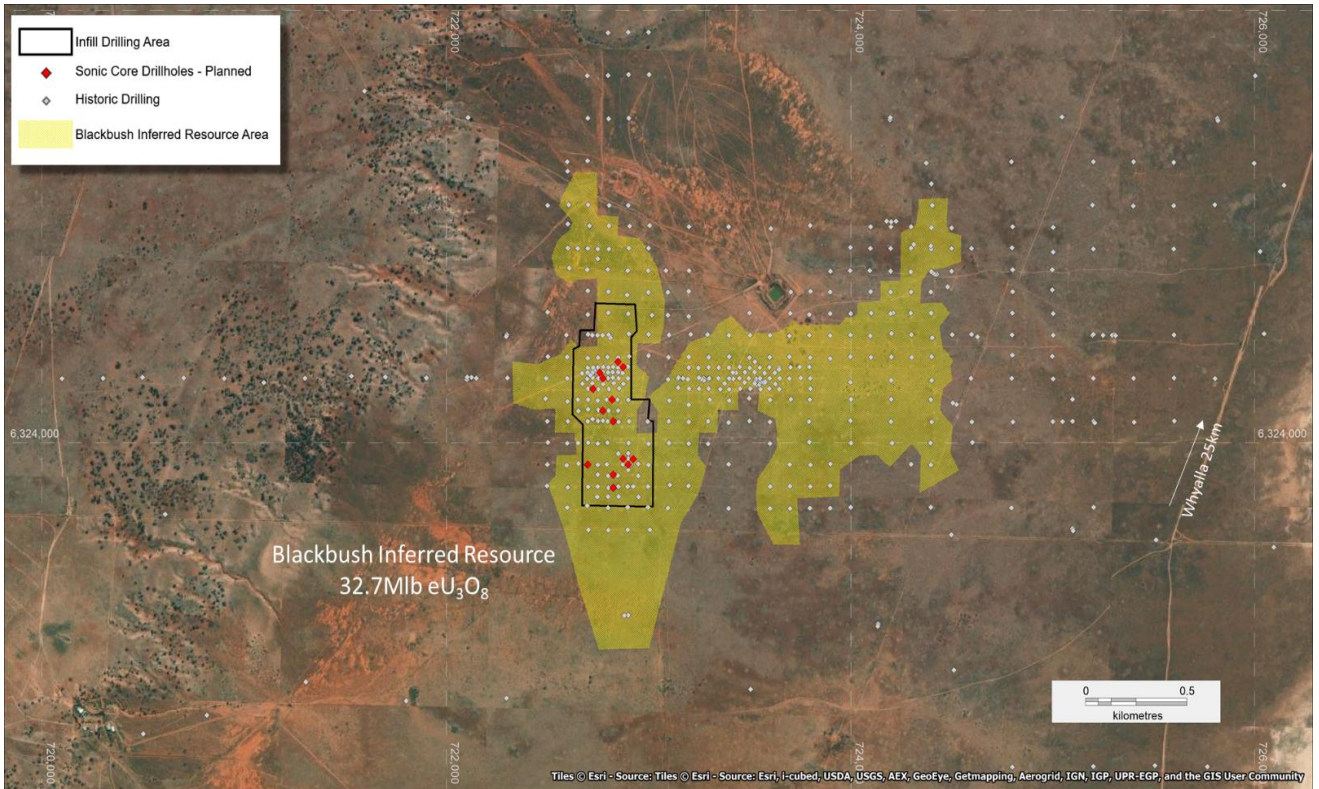 Infill Drilling Area
Sonic Core Drillholes - Planned
Historic Drilling
Blackbush Inferred Resource Area
722,000
724,000
726,000
6,324,000
6,324,000
Whyalla 25km
Blackbush Inferred Resource
32.7Mlb eU₃O₈
0 0.5
kilometres
720,000
722,000
724,000
726,000
Tiles © Esri - Source: Tiles © Esri - Source: Esri, i-cubed, USDA, USGS, AEX, GeoEye, Getmapping, Aerogrid, IGN, IGP, UPR-EGP, and the GIS User Community